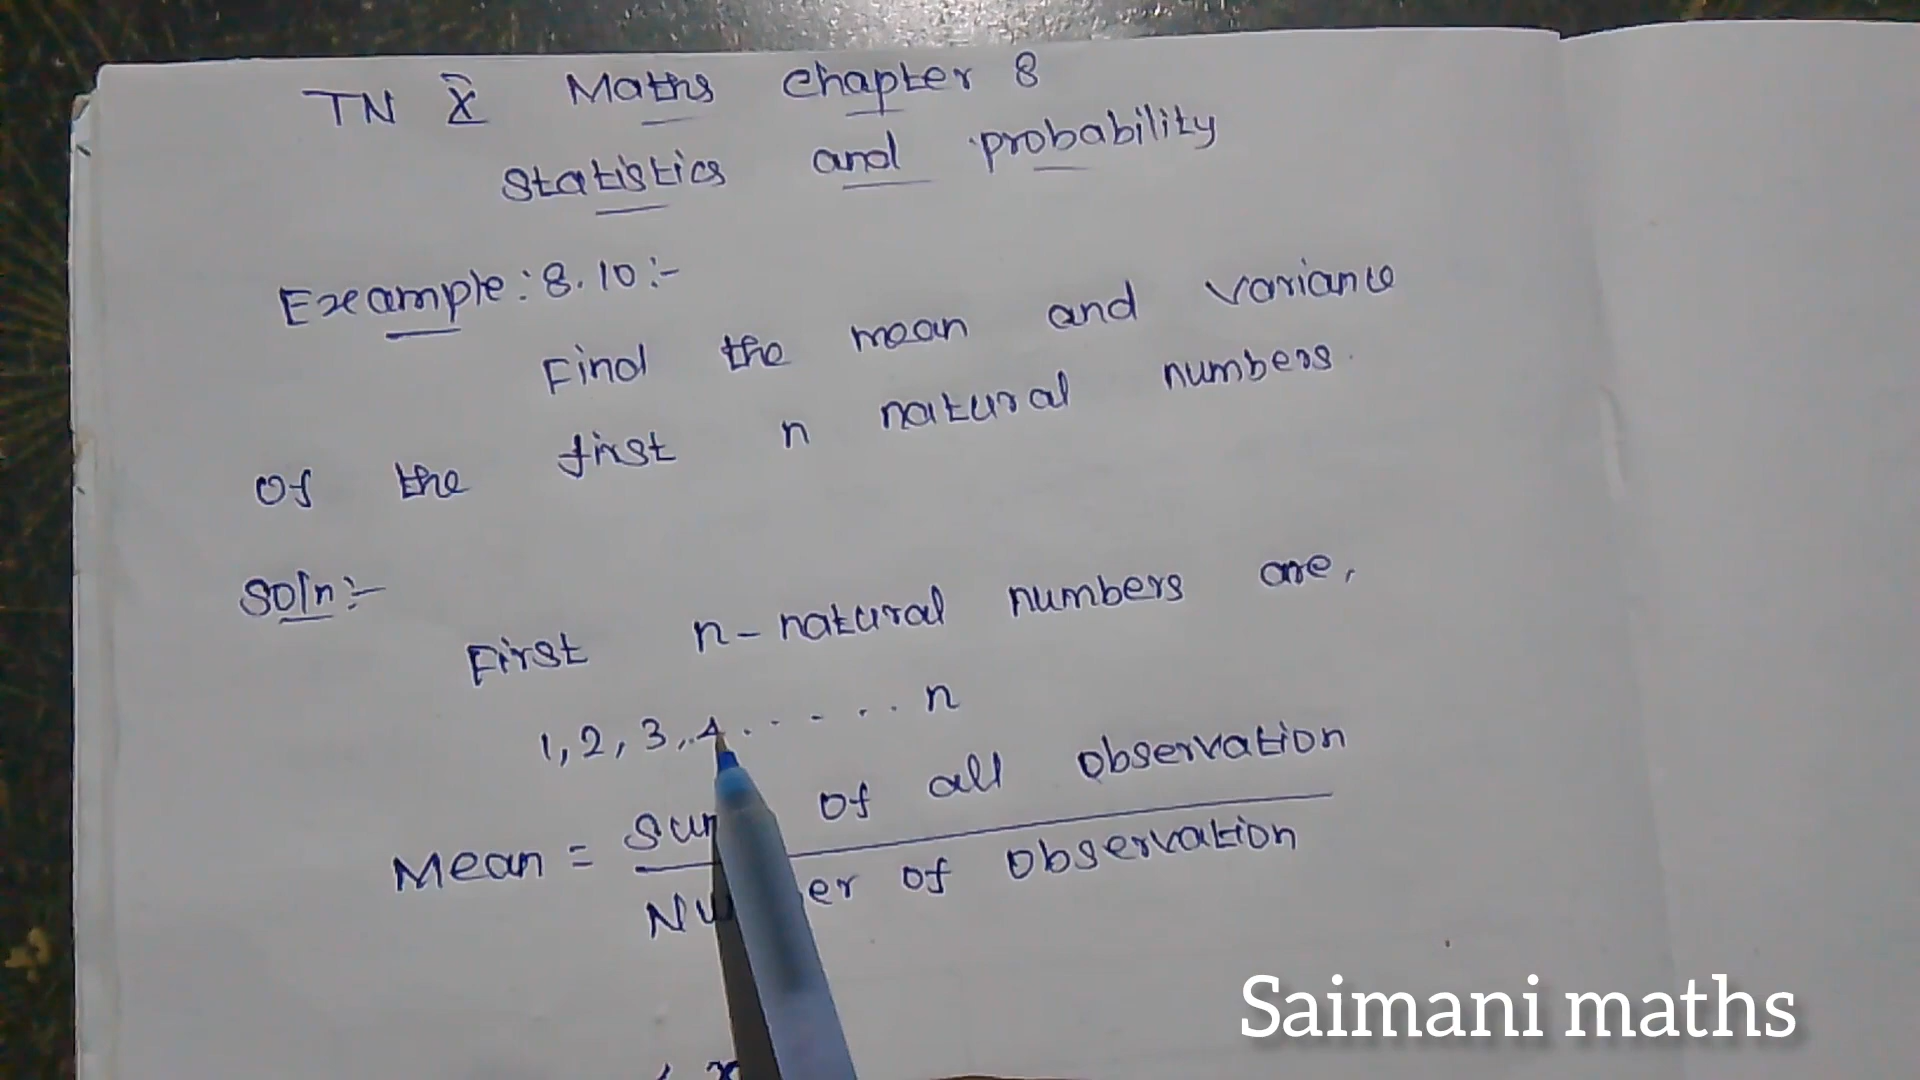 TN X Maths Chapter 8
Statistics and probability
Example: 8.10:-
Find the mean and variance
of the first n natural numbers.
Soln:-
First n-natural numbers are,
1, 2, 3, 4 . . . . . . n
Mean = of all observation
of observation
Saimani maths